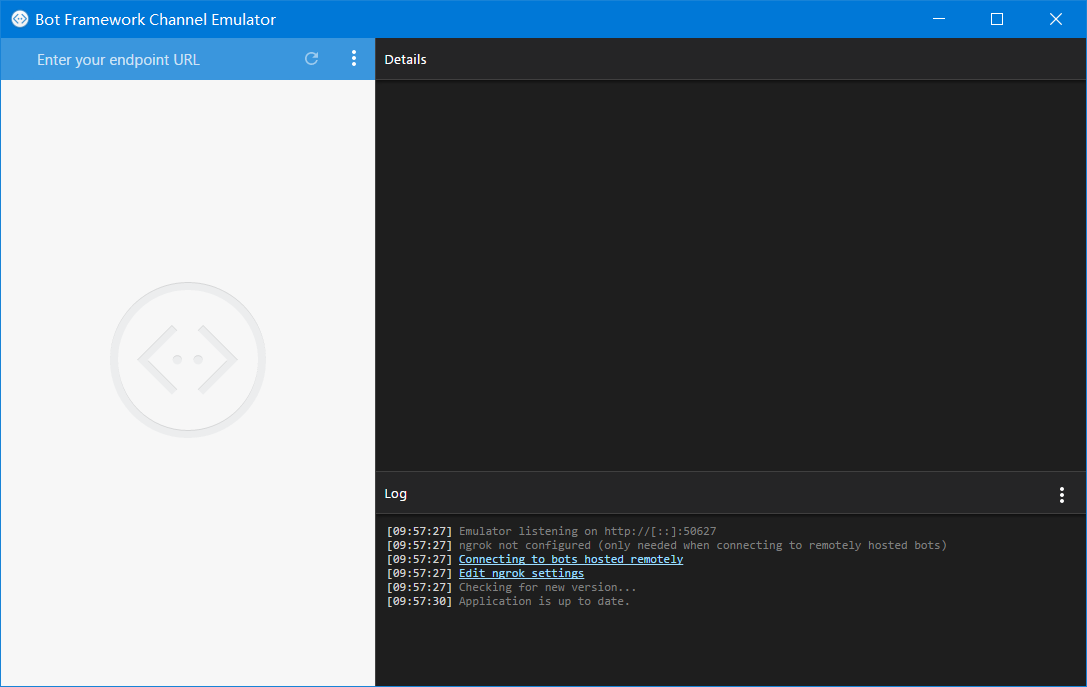 Bot Framework Channel Emulator
Enter your endpoint URL
Details
Log
[09:57:27] Emulator listening on http://[::]:50627
[09:57:27] ngrok not configured (only needed when connecting to remotely hosted bots)
[09:57:27] Connecting to bots hosted remotely
[09:57:27] Edit ngrok settings
[09:57:27] Checking for new version...
[09:57:30] Application is up to date.